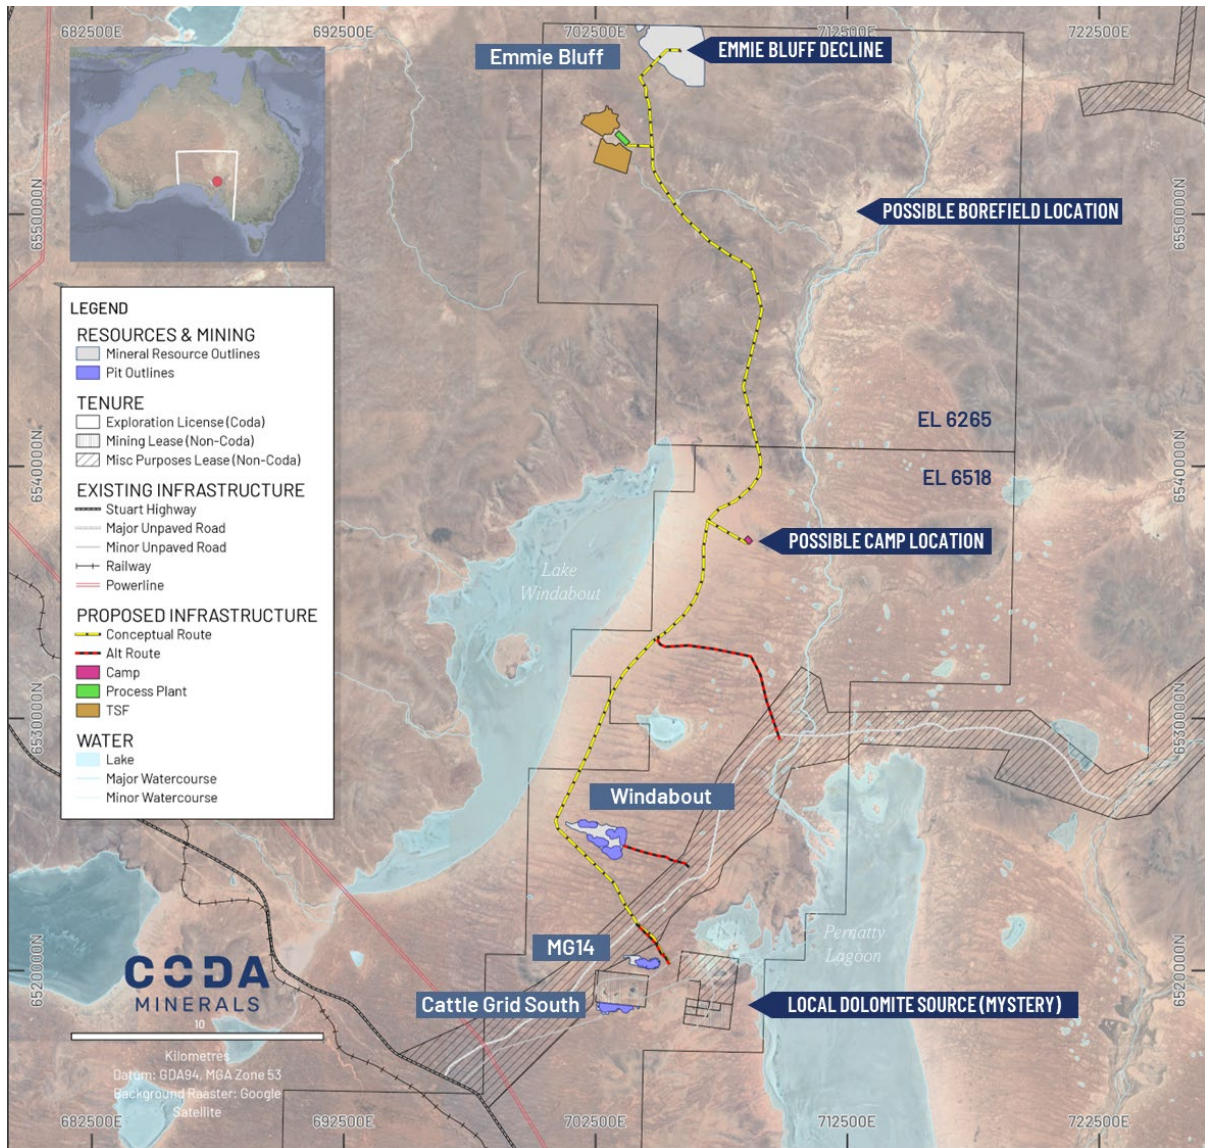 682500E
692500E
702500E
712500E
722500E
Emmie Bluff
EMMIE BLUFF DECLINE
6550000N
POSSIBLE BOREFIELD LOCATION
6550000N
LEGEND
RESOURCES & MINING
Mineral Resource Outlines
Pit Outlines
TENURE
Exploration License (Coda)
Mining Lease (Non-Coda)
Misc Purposes Lease (Non-Coda)
EXISTING INFRASTRUCTURE
Stuart Highway
Major Unpaved Road
Minor Unpaved Road
Railway
Powerline
PROPOSED INFRASTRUCTURE
Conceptual Route
Alt Route
Camp
Process Plant
TSF
WATER
Lake
Major Watercourse
Minor Watercourse
EL 6265
6540000N
EL 6518
6540000N
POSSIBLE CAMP LOCATION
Lake
Windabout
6530000N
6530000N
Windabout
MG14
Pernatty
Lagoon
6520000N
CODA
MINERALS
Cattle Grid South
LOCAL DOLOMITE SOURCE (MYSTERY)
6520000N
10
Kilometres
Datum: GDA94, MGA Zone 53
Background Raaster: Google
Satellite
682500E
692500E
702500E
712500E
722500E